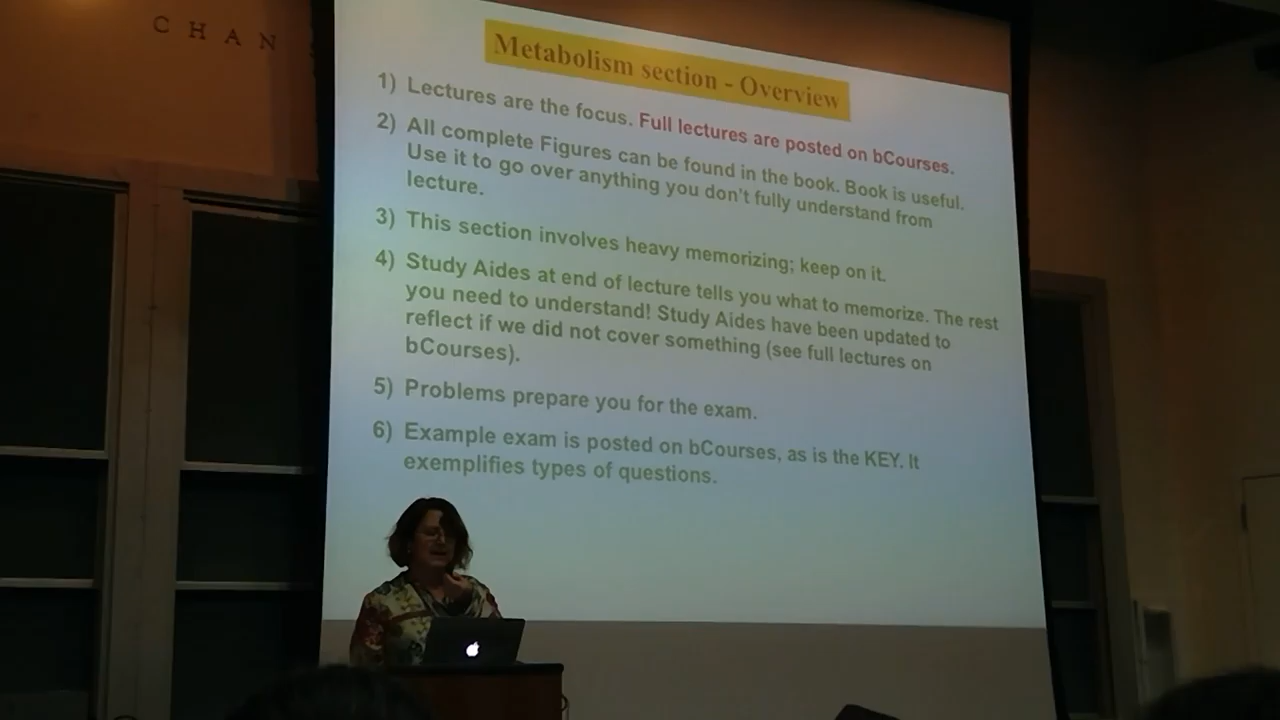 CHAN
Metabolism section - Overview
1) Lectures are the focus. Full lectures are posted on bCourses.
2) All complete Figures can be found in the book. Book is useful.
Use it to go over anything you don't fully understand from
lecture.
3) This section involves heavy memorizing; keep on it.
4) Study Aides at end of lecture tells you what to memorize. The rest
you need to understand! Study Aides have been updated to
reflect if we did not cover something (see full lectures on
bCourses).
5) Problems prepare you for the exam.
6) Example exam is posted on bCourses, as is the KEY. It
exemplifies types of questions.